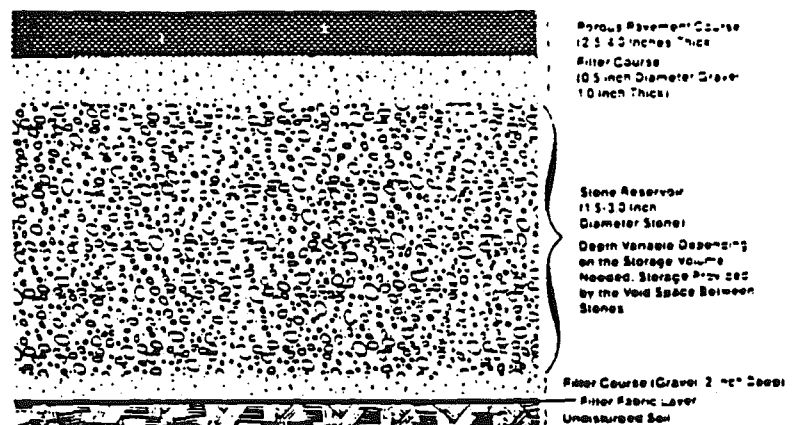 Porous Pavement Course
(2.5-4.0 Inches Thick)
Filter Course
(0.5 inch Diameter Gravel
1.0 inch Thick)
Stone Reservoir
(1.5-3.0 Inch
Diameter Stone)
Depth Variable Depending
on the Storage Volume
Needed. Storage Provided
by the Void Space Between
Stones
Filter Course (Gravel 2 Inch Deep)
Filter Fabric Layer
Undisturbed Soil